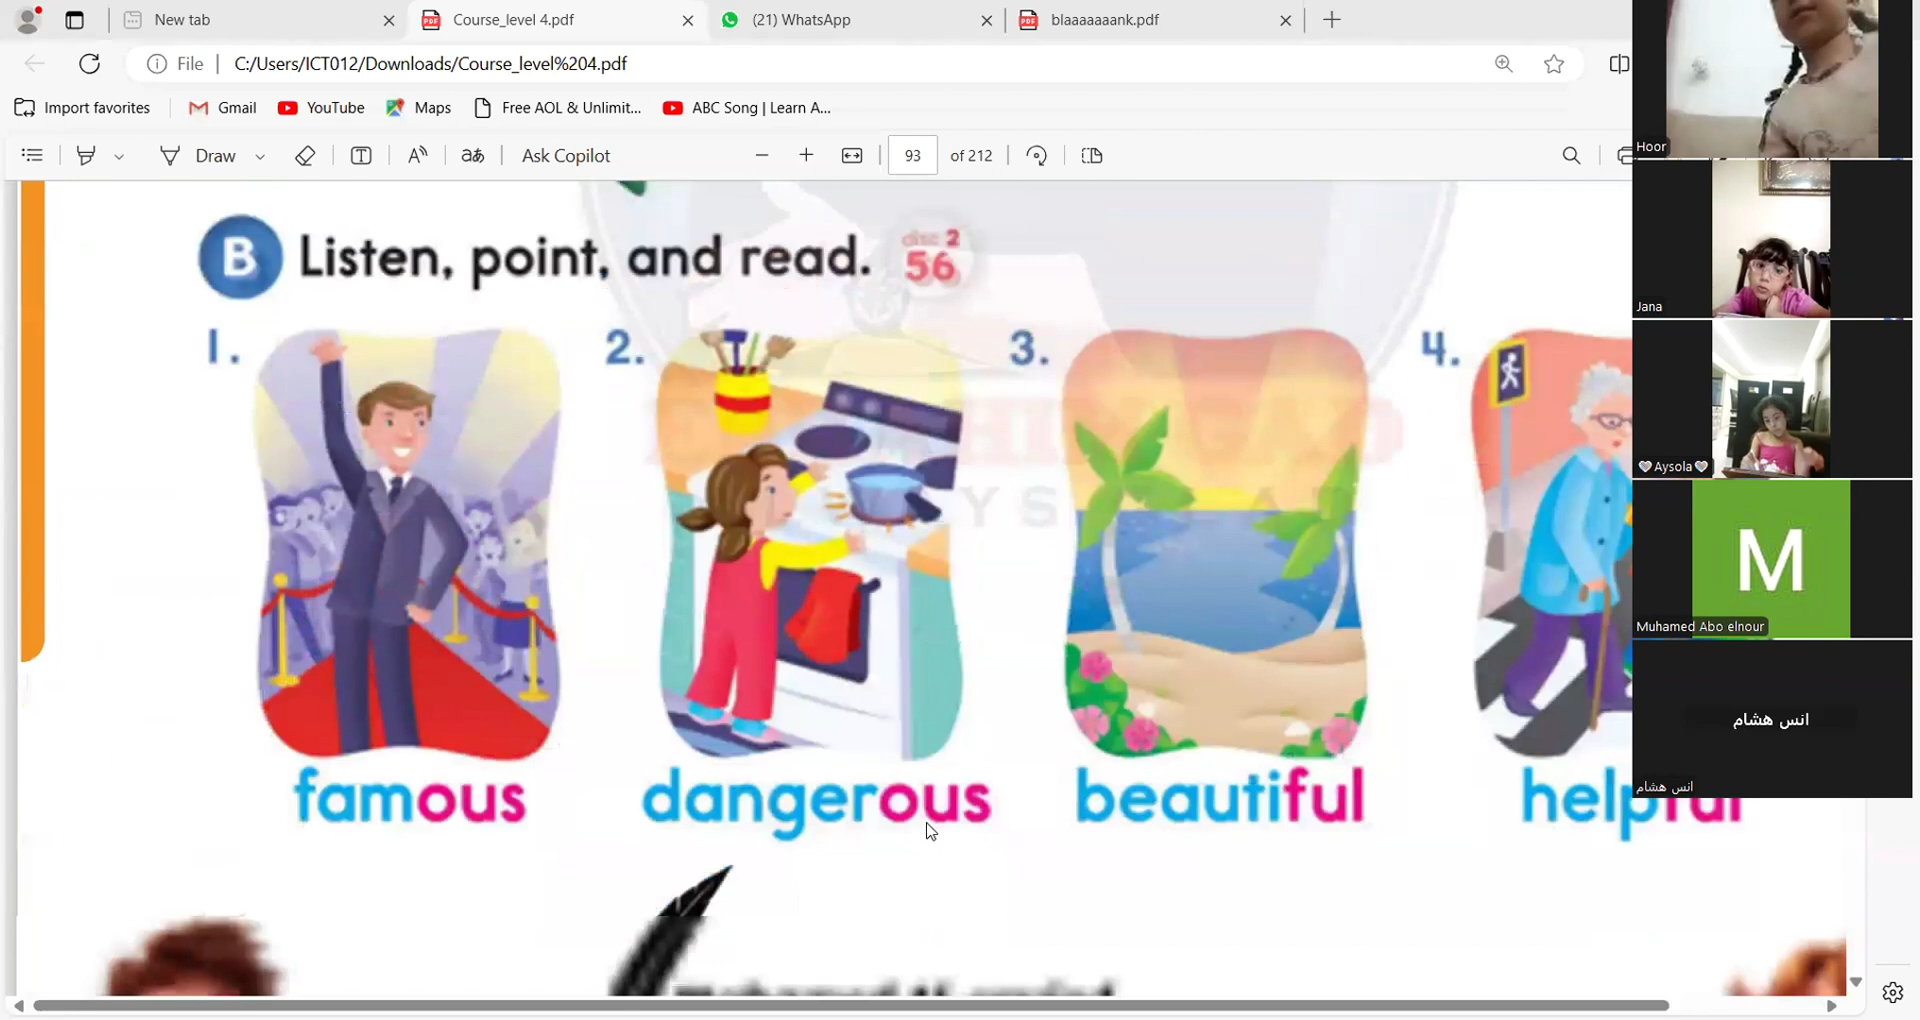 New tab
Course_level 4.pdf
(21) WhatsApp
blaaaaaaank.pdf
File
C:/Users/ICT012/Downloads/Course_level%204.pdf
Import favorites
Gmail
YouTube
Maps
Free AOL & Unlimit...
ABC Song | Learn A...
Draw
Ask Copilot
93
of 212
Hoor
Jana
🤍Aysola🤍
M
Muhamed Abo elnour
انس هشام
انس هشام
B Listen, point, and read. disc 2 56
1.
2.
3.
4.
famous
dangerous
beautiful
helpful